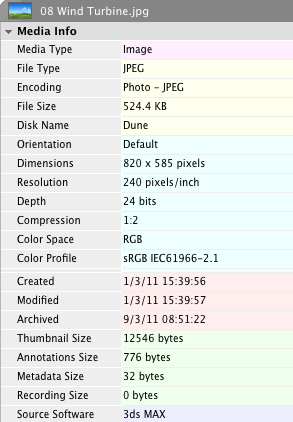 08 Wind Turbine.jpg
Media Info
Media Type Image
File Type JPEG
Encoding Photo - JPEG
File Size 524.4 KB
Disk Name Dune
Orientation Default
Dimensions 820 x 585 pixels
Resolution 240 pixels/inch
Depth 24 bits
Compression 1:2
Color Space RGB
Color Profile sRGB IEC61966-2.1
Created 1/3/11 15:39:56
Modified 1/3/11 15:39:57
Archived 9/3/11 08:51:22
Thumbnail Size 12546 bytes
Annotations Size 776 bytes
Metadata Size 32 bytes
Recording Size 0 bytes
Source Software 3ds MAX